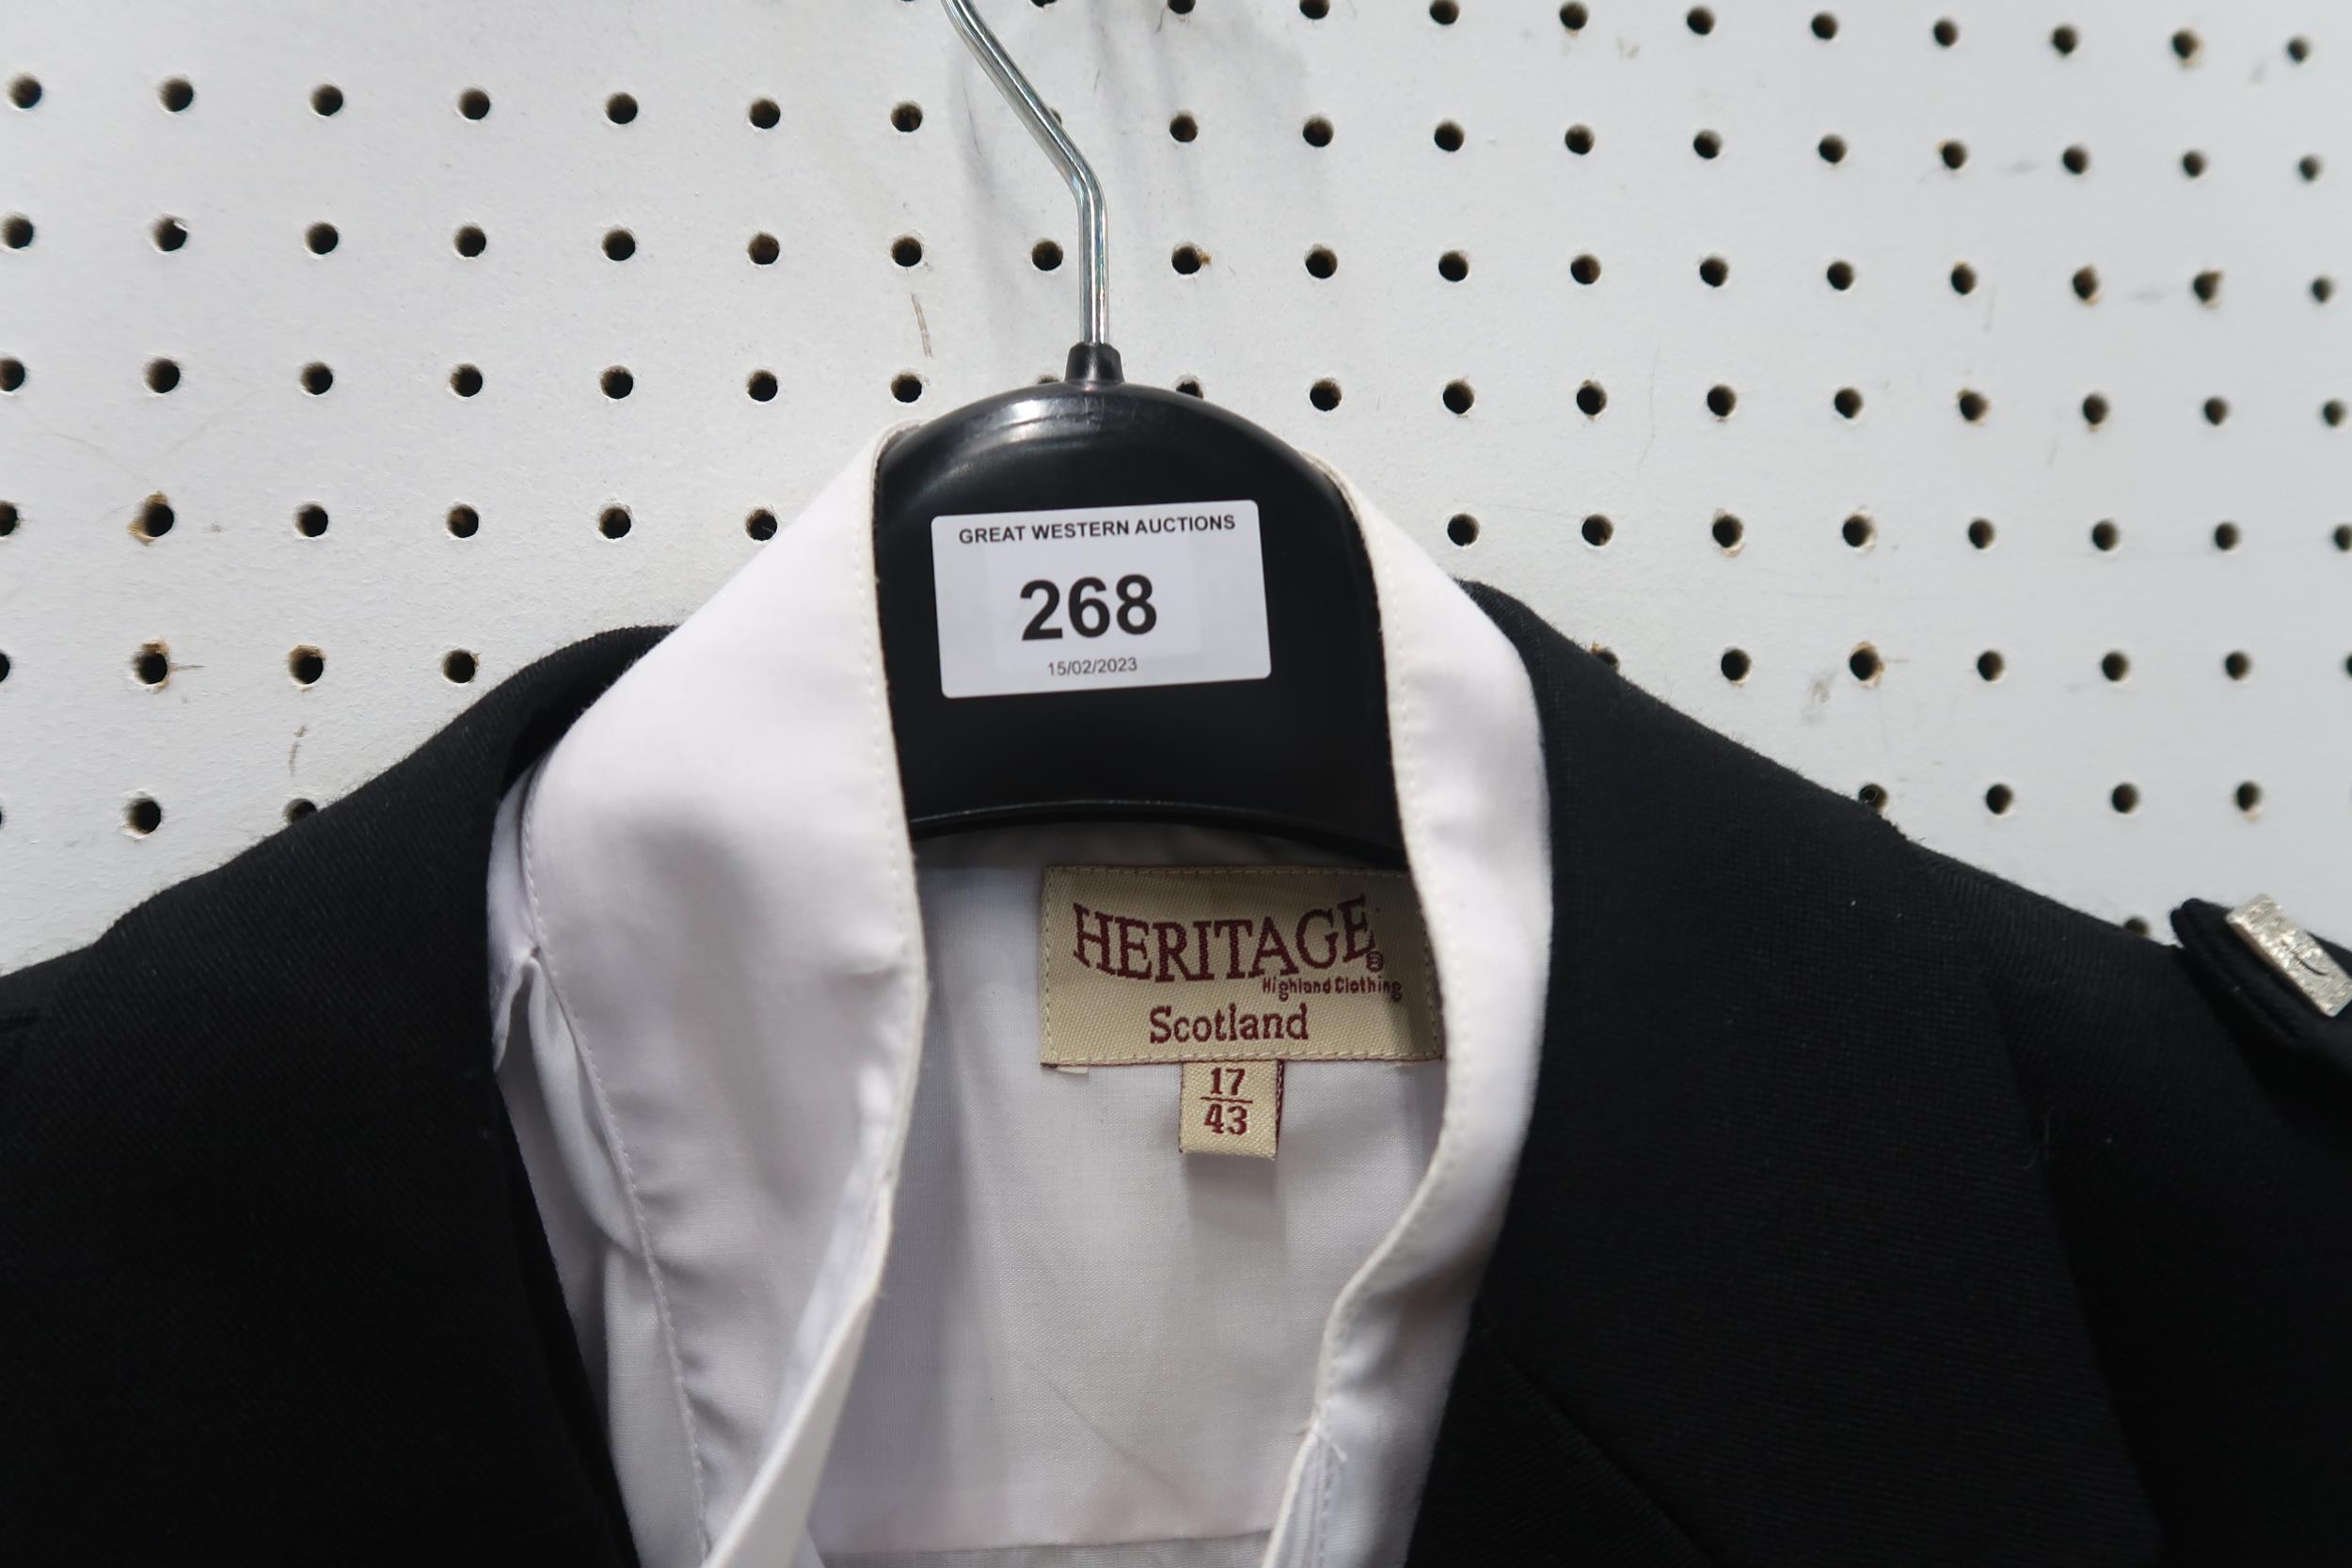 GREAT WESTERN AUCTIONS
268
15/02/2023
HERITAGE
Highland Clothing
Scotland
17
43